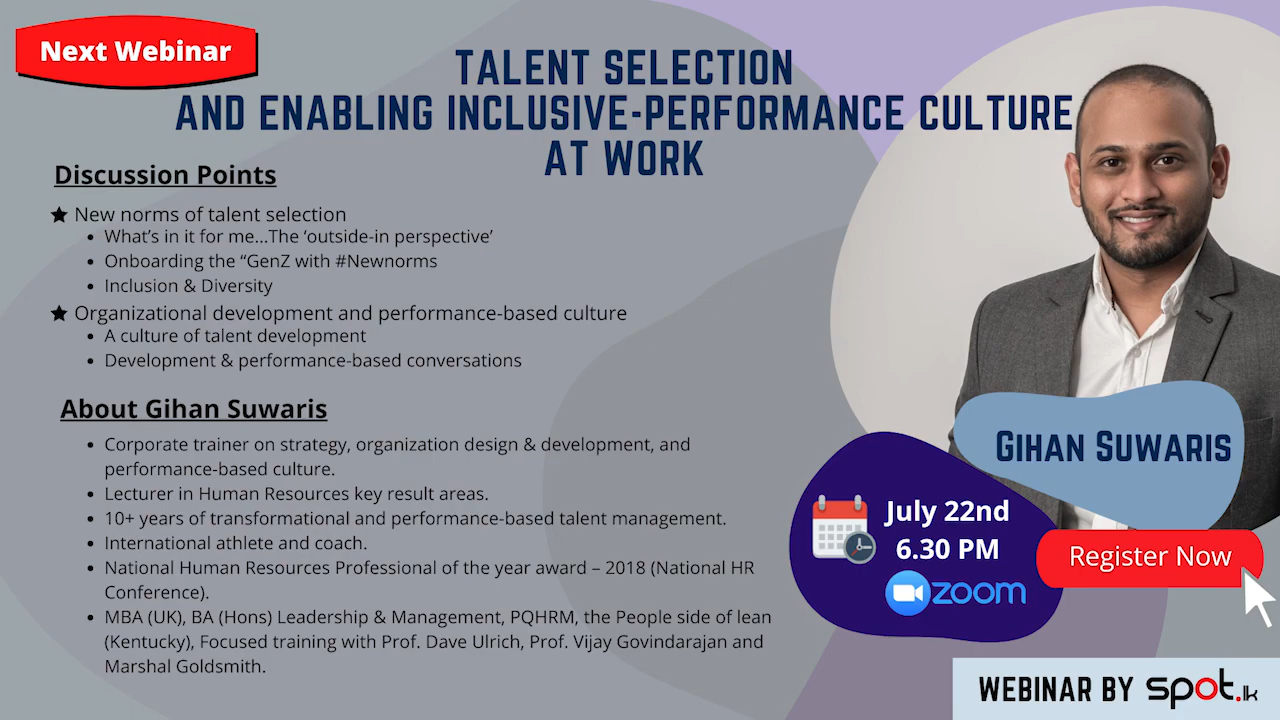 Next Webinar
TALENT SELECTION
AND ENABLING INCLUSIVE-PERFORMANCE CULTURE
AT WORK
Discussion Points
★ New norms of talent selection
• What's in it for me...The 'outside-in perspective'
• Onboarding the “GenZ with #Newnorms
• Inclusion & Diversity
★ Organizational development and performance-based culture
• A culture of talent development
• Development & performance-based conversations
About Gihan Suwaris
• Corporate trainer on strategy, organization design & development, and
performance-based culture.
• Lecturer in Human Resources key result areas.
• 10+ years of transformational and performance-based talent management.
• International athlete and coach.
• National Human Resources Professional of the year award – 2018 (National HR
Conference).
• MBA (UK), BA (Hons) Leadership & Management, PQHRM, the People side of lean
(Kentucky), Focused training with Prof. Dave Ulrich, Prof. Vijay Govindarajan and
Marshal Goldsmith.
GIHAN SUWARIS
July 22nd
6.30 PM
zoom
Register Now
WEBINAR BY spot.lk